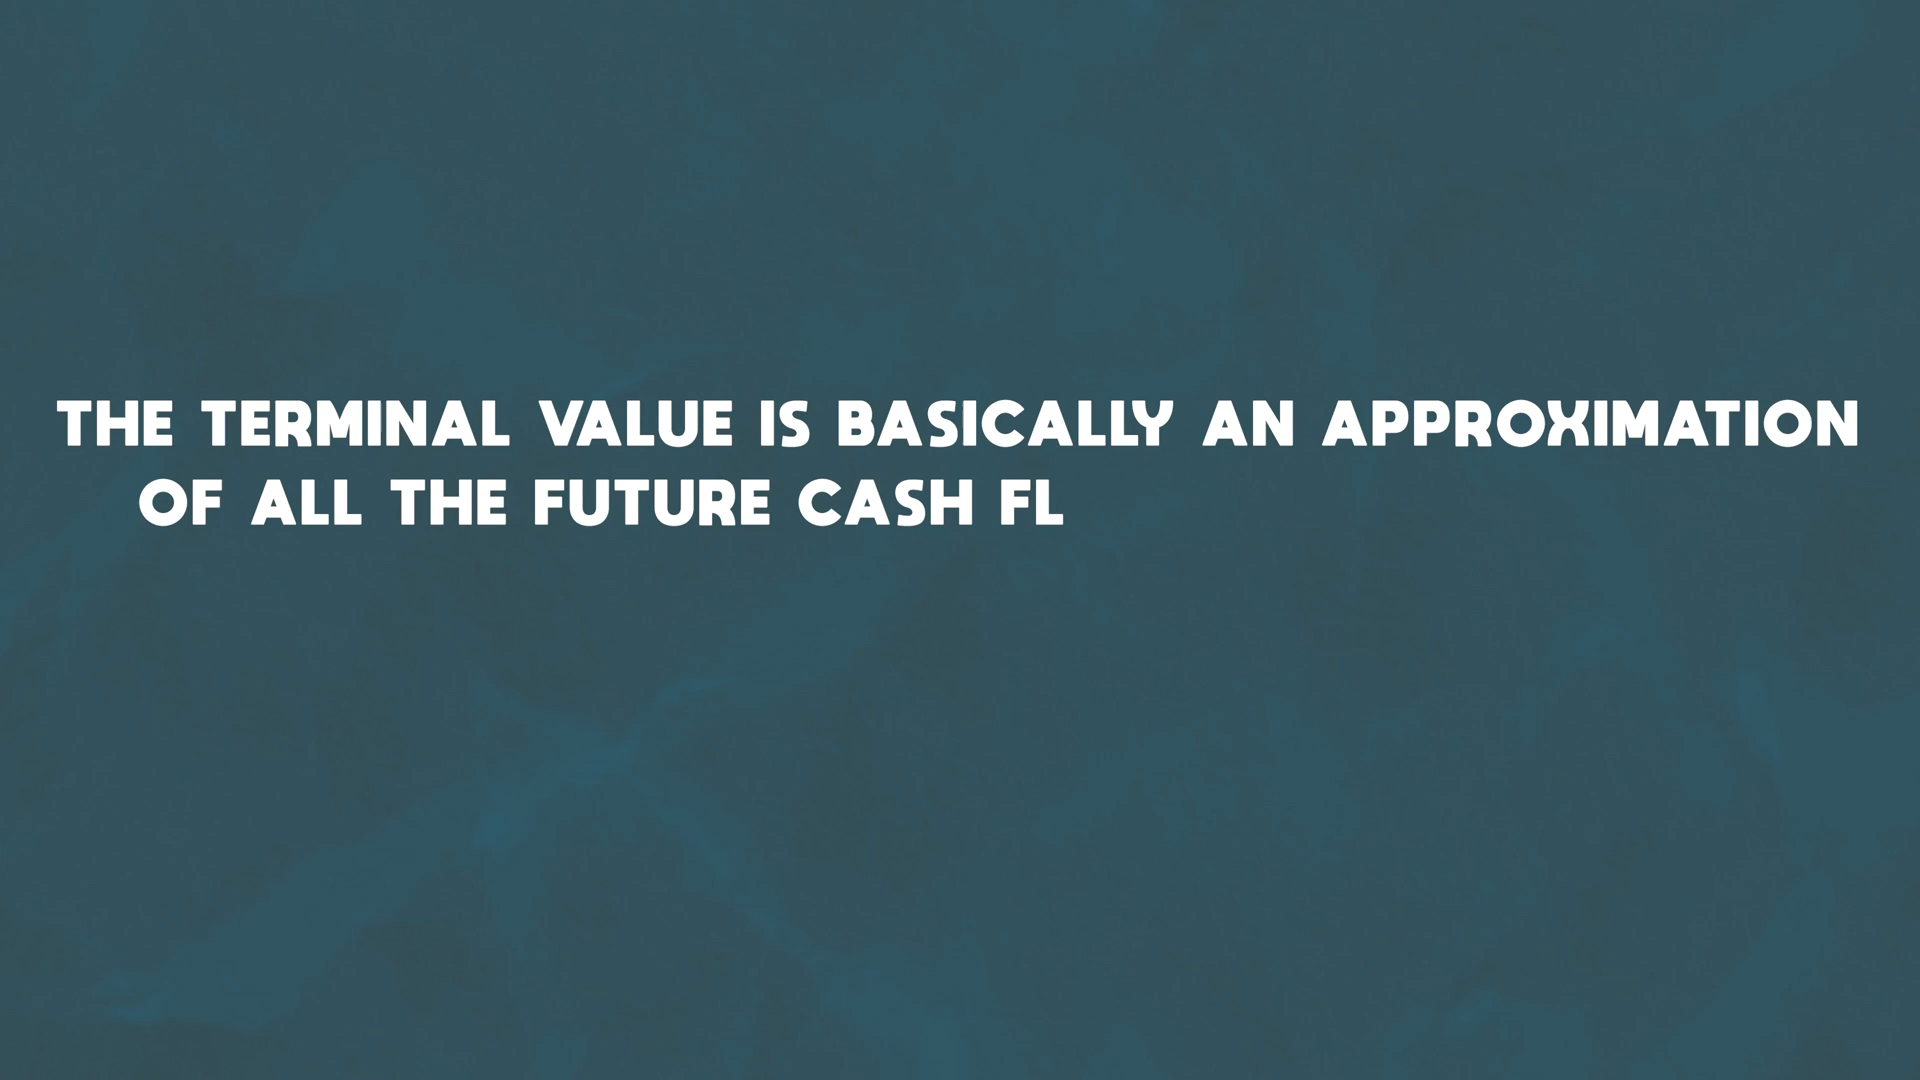 THE TERMINAL VALUE IS BASICALLY AN APPROXIMATION
OF ALL THE FUTURE CASH FL